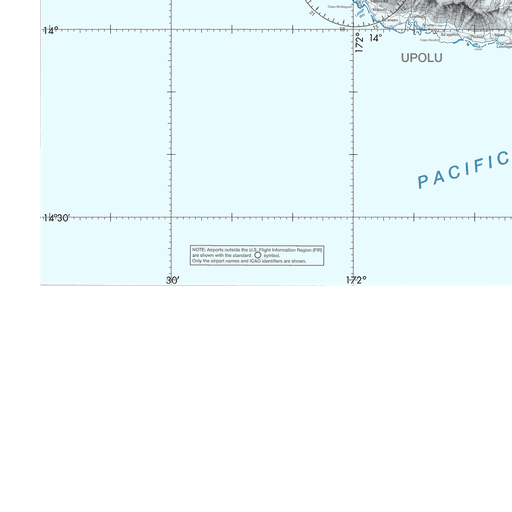 14°
172°
14°
UPOLU
PACIFIC
14°30'
NOTE: Airports outside the U.S. Flight Information Region (FIR)
are shown with the standard symbol.
Only the airport names and ICAO identifiers are shown.
30'
172°